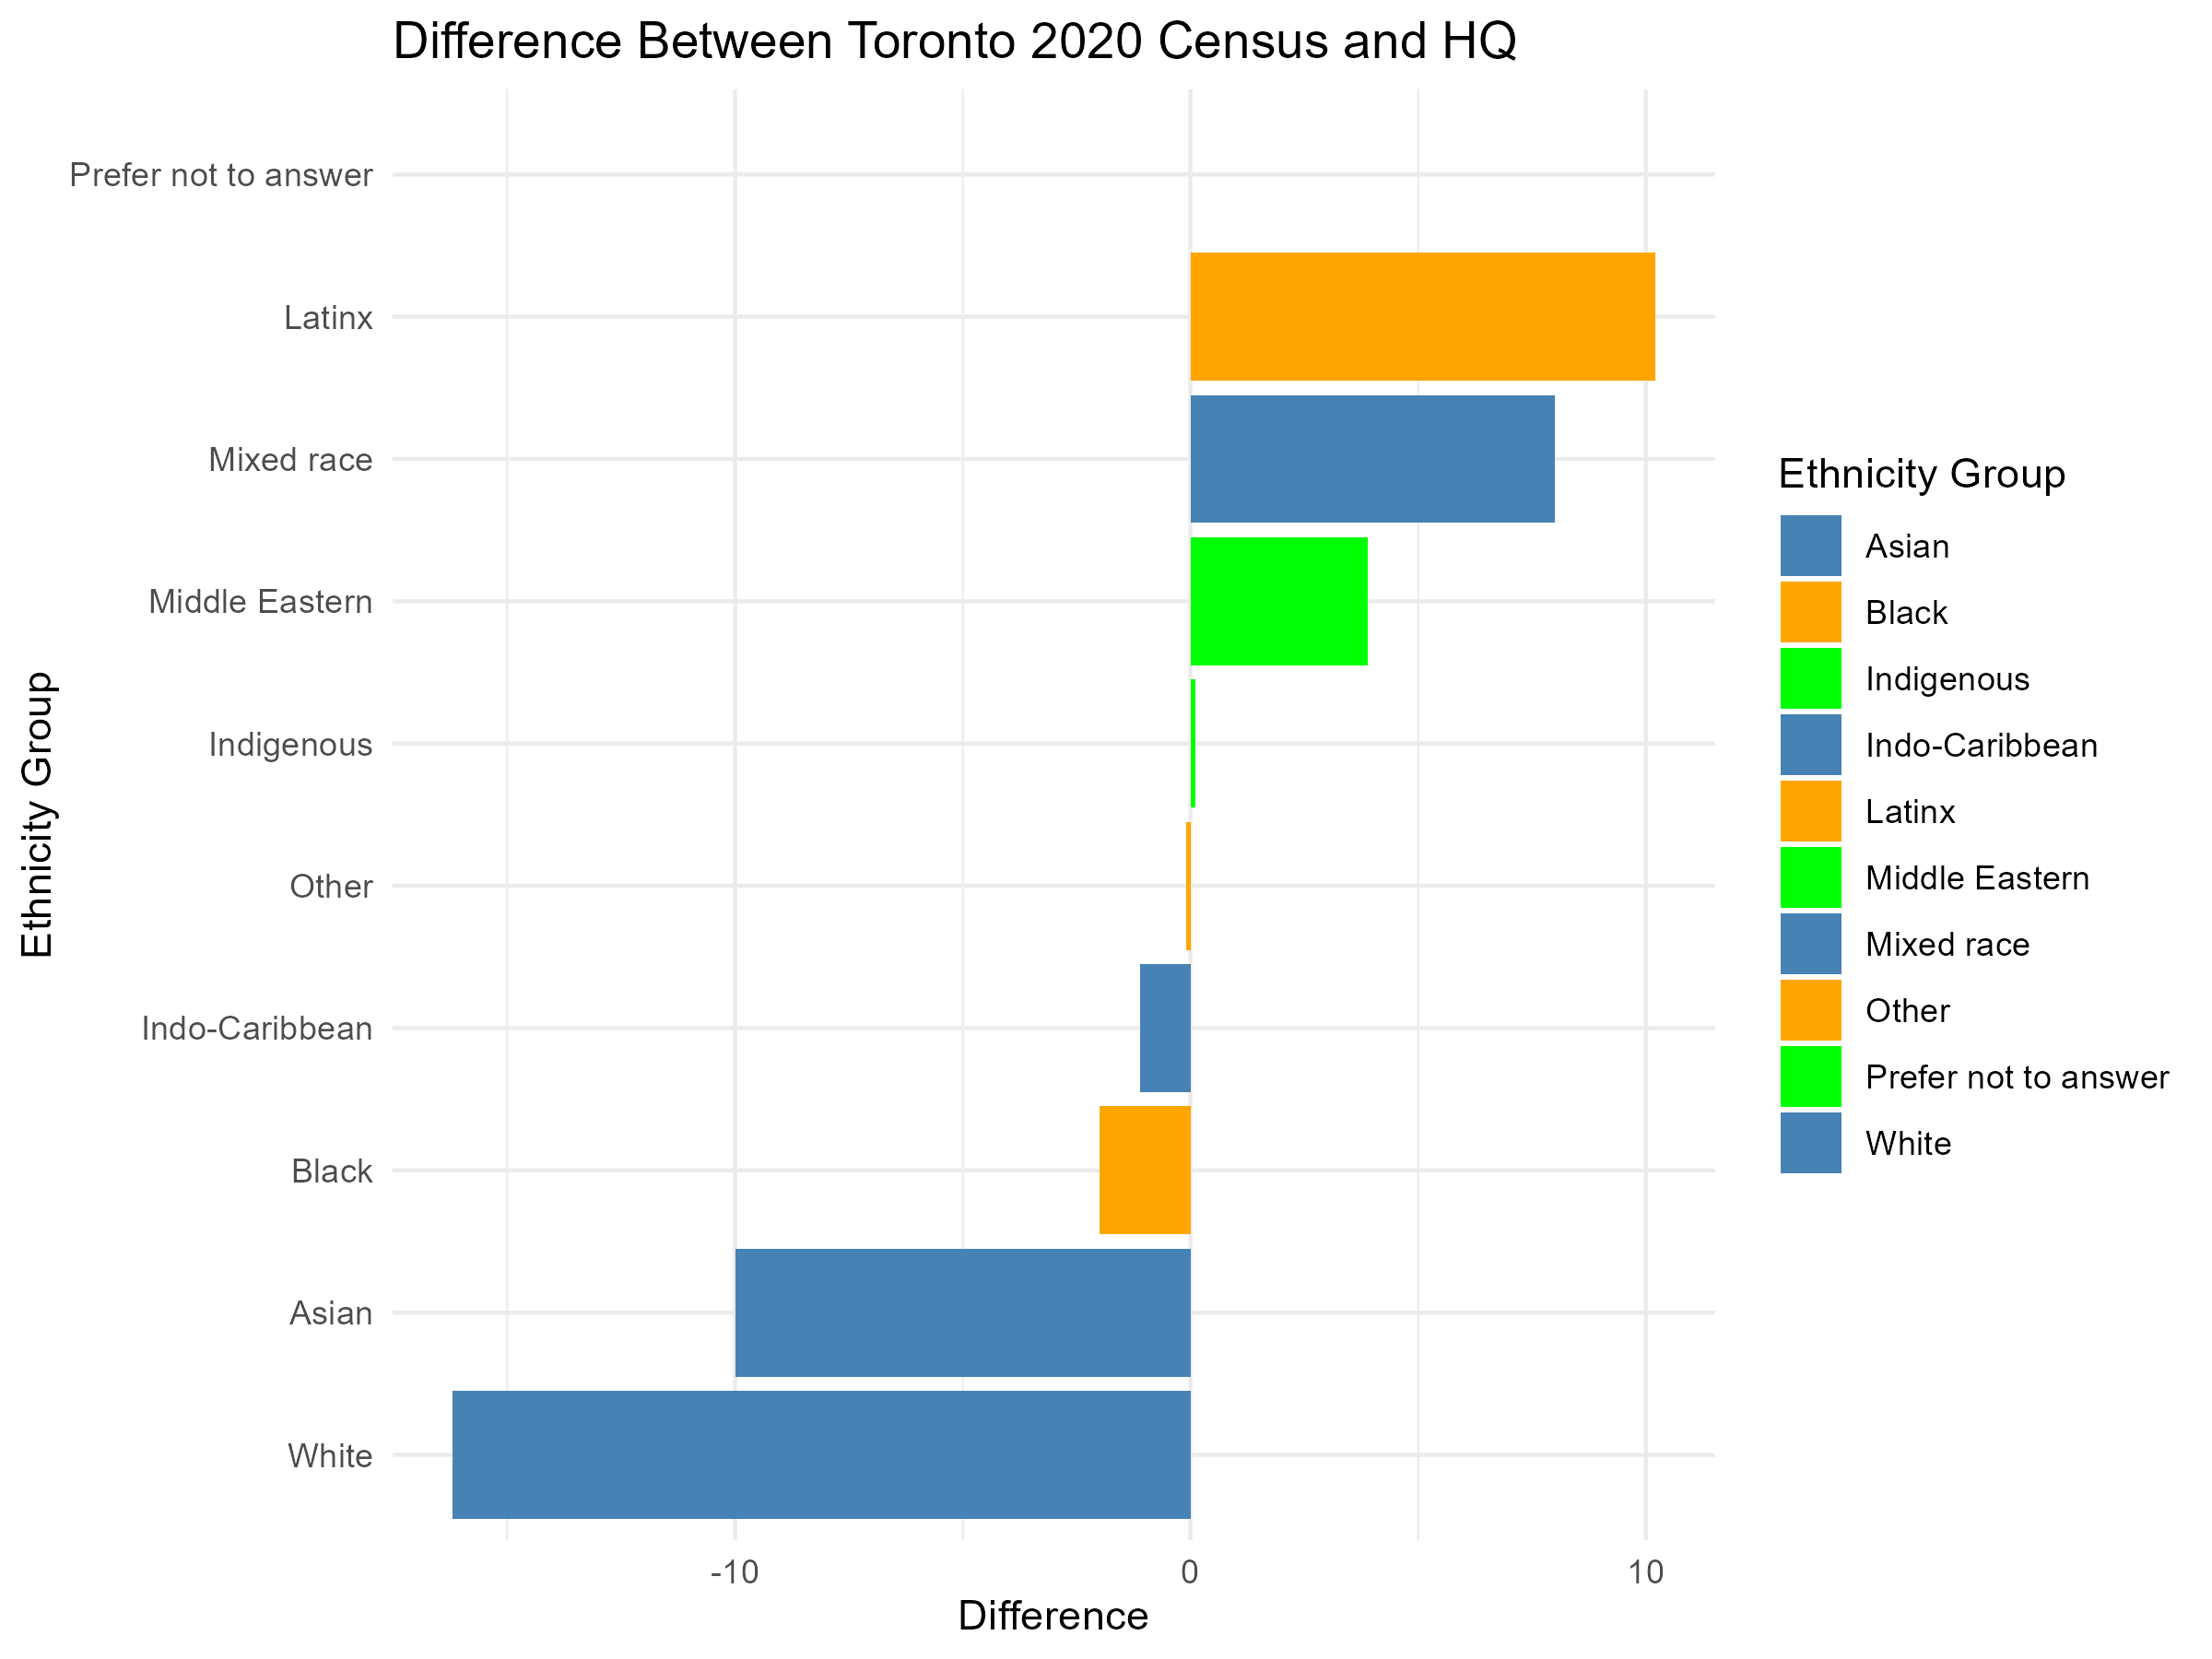 Difference Between Toronto 2020 Census and HQ
Ethnicity Group
Prefer not to answer
Latinx
Mixed race
Middle Eastern
Indigenous
Other
Indo-Caribbean
Black
Asian
White
-10
0
10
Difference
Ethnicity Group
Asian
Black
Indigenous
Indo-Caribbean
Latinx
Middle Eastern
Mixed race
Other
Prefer not to answer
White